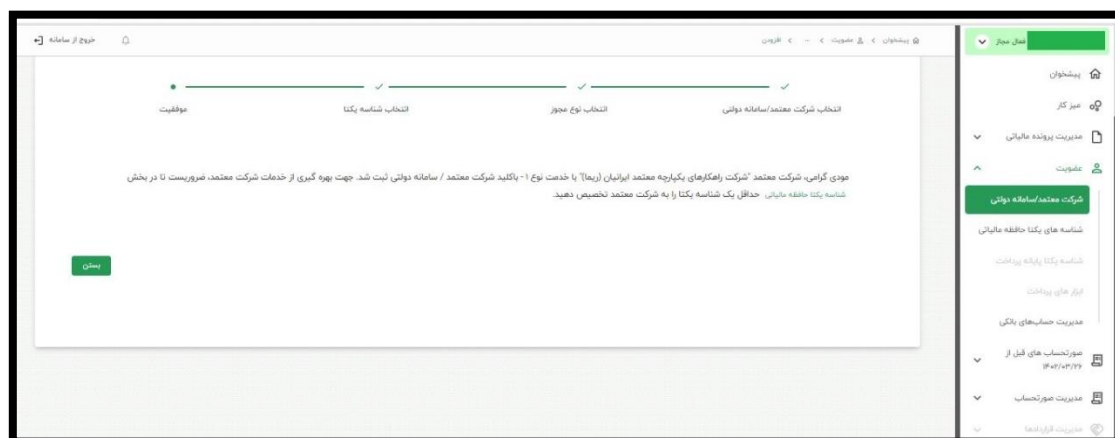 فعال مجاز
پیشخوان
میز کار
مدیریت پرونده مالیاتی
عضویت
شرکت معتمد/سامانه دولتی
شناسه های یکتا حافظه مالیاتی
شناسه یکتا پایانه پرداخت
ابزار های پرداخت
مدیریت حساب‌های بانکی
صورتحساب های قبل از
۱۴۰۲/۰۳/۲۶
مدیریت صورتحساب
مدیریت قراردادها
پیشخوان > عضویت > ... > افزودن
خروج از سامانه
انتخاب شرکت معتمد/سامانه دولتی
انتخاب نوع مجوز
انتخاب شناسه یکتا
موفقیت
مودی گرامی، شرکت معتمد "شرکت راهکارهای یکپارچه معتمد ایرانیان (ریما)" با خدمت نوع ۱ - باکلید شرکت معتمد / سامانه دولتی ثبت شد. جهت بهره گیری از خدمات شرکت معتمد، ضروریست تا در بخش
شناسه یکتا حافظه مالیاتی حداقل یک شناسه یکتا را به شرکت معتمد تخصیص دهید.
بستن